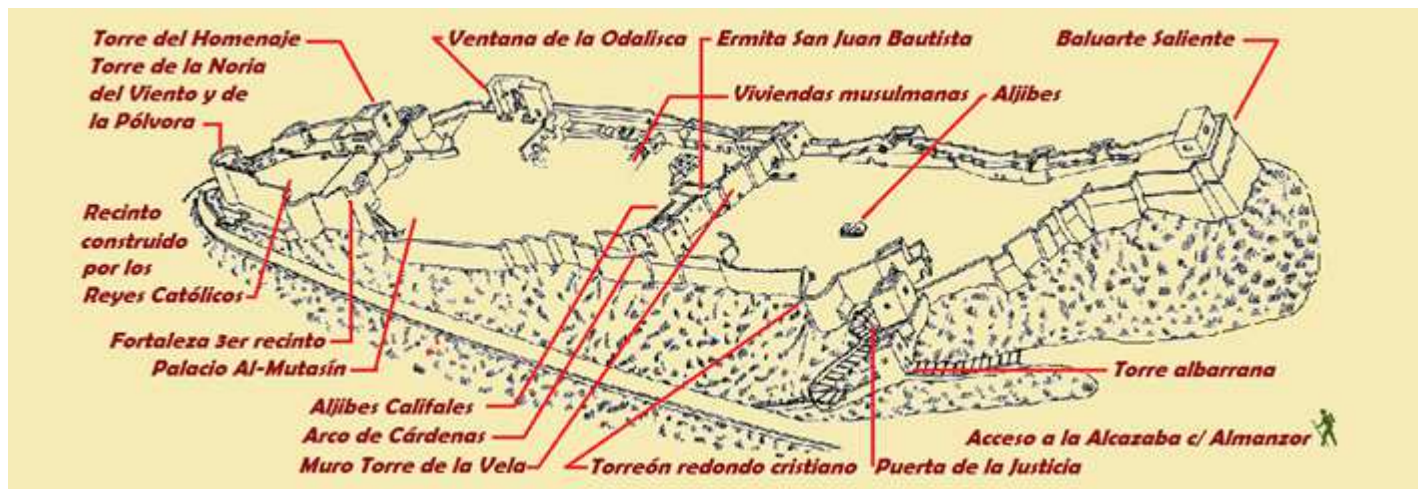 Torre del Homenaje
Torre de la Noria
del Viento y de
la Pólvora
Ventana de la Odalisca
Ermita San Juan Bautista
Baluarte Saliente
Viviendas musulmanas
Aljibes
Recinto
construido
por los
Reyes Católicos
Fortaleza 3er recinto
Palacio Al-Mutasín
Aljibes Califales
Arco de Cárdenas
Muro Torre de la Vela
Torreón redondo cristiano
Puerta de la Justicia
Torre albarrana
Acceso a la Alcazaba c/ Almanzor